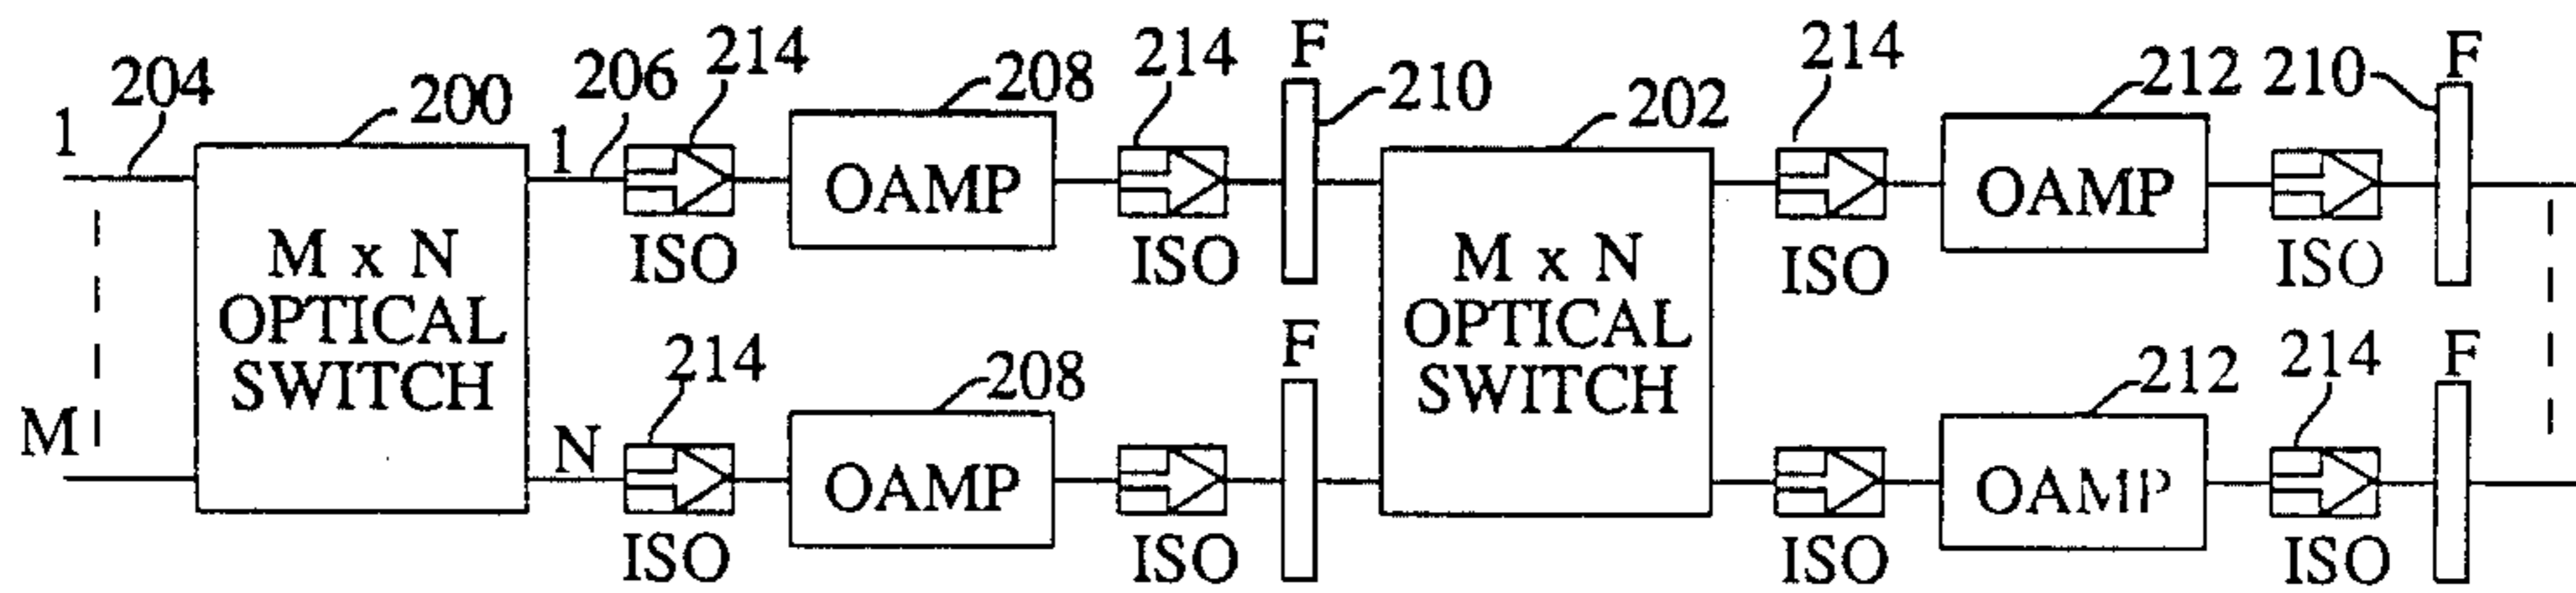 1
204
200
1
206
214
208
214
F
210
202
214
212
210
F
M x N
OPTICAL
SWITCH
OAMP
ISO
ISO
M x N
OPTICAL
SWITCH
OAMP
ISO
ISO
M
N
214
208
F
212
214
F
OAMP
ISO
ISO
OAMP
ISO
ISO